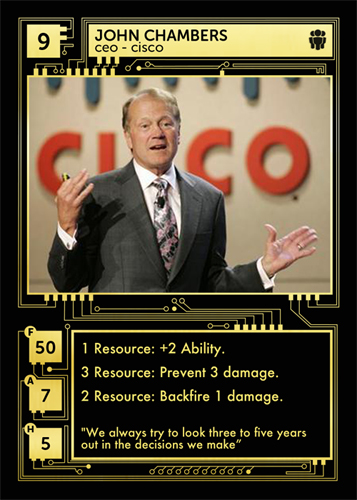 9
JOHN CHAMBERS
ceo - cisco
CISCO
F
50
1 Resource: +2 Ability.
A
7
3 Resource: Prevent 3 damage.
2 Resource: Backfire 1 damage.
H
5
"We always try to look three to five years
out in the decisions we make”